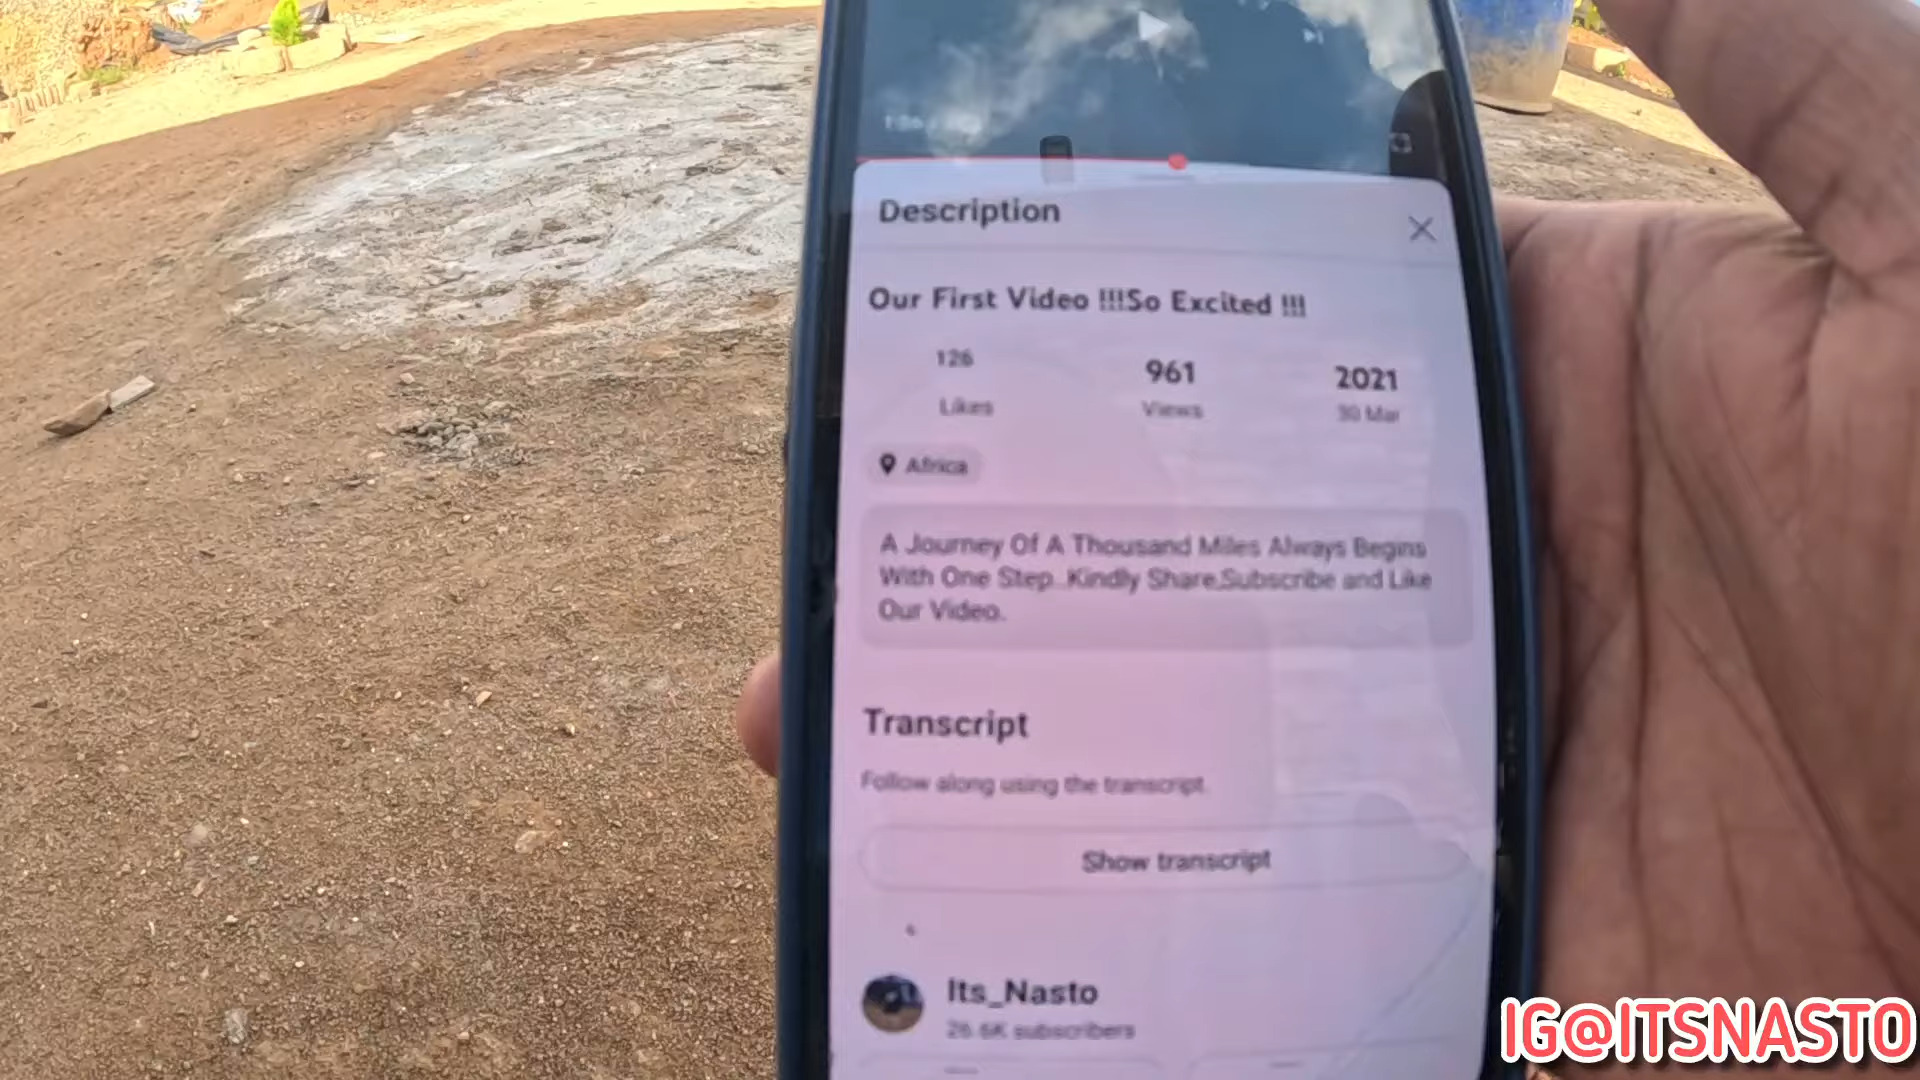 Description
Our First Video !!!So Excited !!!
126
961
2021
Likes
Views
30 Mar
Africa
A Journey Of A Thousand Miles Always Begins
With One Step..Kindly Share,Subscribe and Like
Our Video.
Transcript
Follow along using the transcript.
Show transcript
Its_Nasto
26.6K subscribers
IG@ITSNASTO